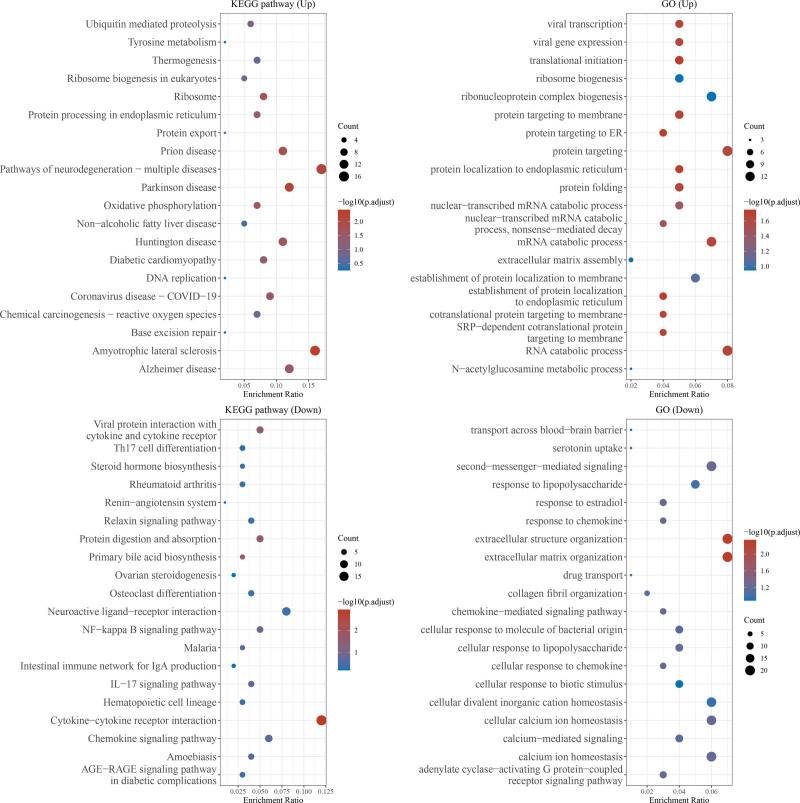 KEGG pathway (Up)
Ubiquitin mediated proteolysis
Tyrosine metabolism
Thermogenesis
Ribosome biogenesis in eukaryotes
Ribosome
Protein processing in endoplasmic reticulum
Protein export
Prion disease
Pathways of neurodegeneration − multiple diseases
Parkinson disease
Oxidative phosphorylation
Non−alcoholic fatty liver disease
Huntington disease
Diabetic cardiomyopathy
DNA replication
Coronavirus disease − COVID−19
Chemical carcinogenesis − reactive oxygen species
Base excision repair
Amyotrophic lateral sclerosis
Alzheimer disease
0.05 0.10 0.15
Enrichment Ratio
Count
4
8
12
16
−log10(p.adjust)
2.0
1.5
1.0
0.5
GO (Up)
viral transcription
viral gene expression
translational initiation
ribosome biogenesis
ribonucleoprotein complex biogenesis
protein targeting to membrane
protein targeting to ER
protein targeting
protein localization to endoplasmic reticulum
protein folding
nuclear−transcribed mRNA catabolic process
nuclear−transcribed mRNA catabolic
process, nonsense−mediated decay
mRNA catabolic process
extracellular matrix assembly
establishment of protein localization to membrane
establishment of protein localization
to endoplasmic reticulum
cotranslational protein targeting to membrane
SRP−dependent cotranslational protein
targeting to membrane
RNA catabolic process
N−acetylglucosamine metabolic process
0.02 0.04 0.06 0.08
Enrichment Ratio
Count
3
6
9
12
−log10(p.adjust)
1.6
1.4
1.2
1.0
KEGG pathway (Down)
Viral protein interaction with
cytokine and cytokine receptor
Th17 cell differentiation
Steroid hormone biosynthesis
Rheumatoid arthritis
Renin−angiotensin system
Relaxin signaling pathway
Protein digestion and absorption
Primary bile acid biosynthesis
Ovarian steroidogenesis
Osteoclast differentiation
Neuroactive ligand−receptor interaction
NF−kappa B signaling pathway
Malaria
Intestinal immune network for IgA production
IL−17 signaling pathway
Hematopoietic cell lineage
Cytokine−cytokine receptor interaction
Chemokine signaling pathway
Amoebiasis
AGE−RAGE signaling pathway
in diabetic complications
0.025 0.050 0.075 0.100 0.125
Enrichment Ratio
Count
5
10
15
−log10(p.adjust)
2
1
GO (Down)
transport across blood−brain barrier
serotonin uptake
second−messenger−mediated signaling
response to lipopolysaccharide
response to estradiol
response to chemokine
extracellular structure organization
extracellular matrix organization
drug transport
collagen fibril organization
chemokine−mediated signaling pathway
cellular response to molecule of bacterial origin
cellular response to lipopolysaccharide
cellular response to chemokine
cellular response to biotic stimulus
cellular divalent inorganic cation homeostasis
cellular calcium ion homeostasis
calcium−mediated signaling
calcium ion homeostasis
adenylate cyclase−activating G protein−coupled
receptor signaling pathway
0.02 0.04 0.06
Enrichment Ratio
−log10(p.adjust)
2.0
1.6
1.2
Count
5
10
15
20